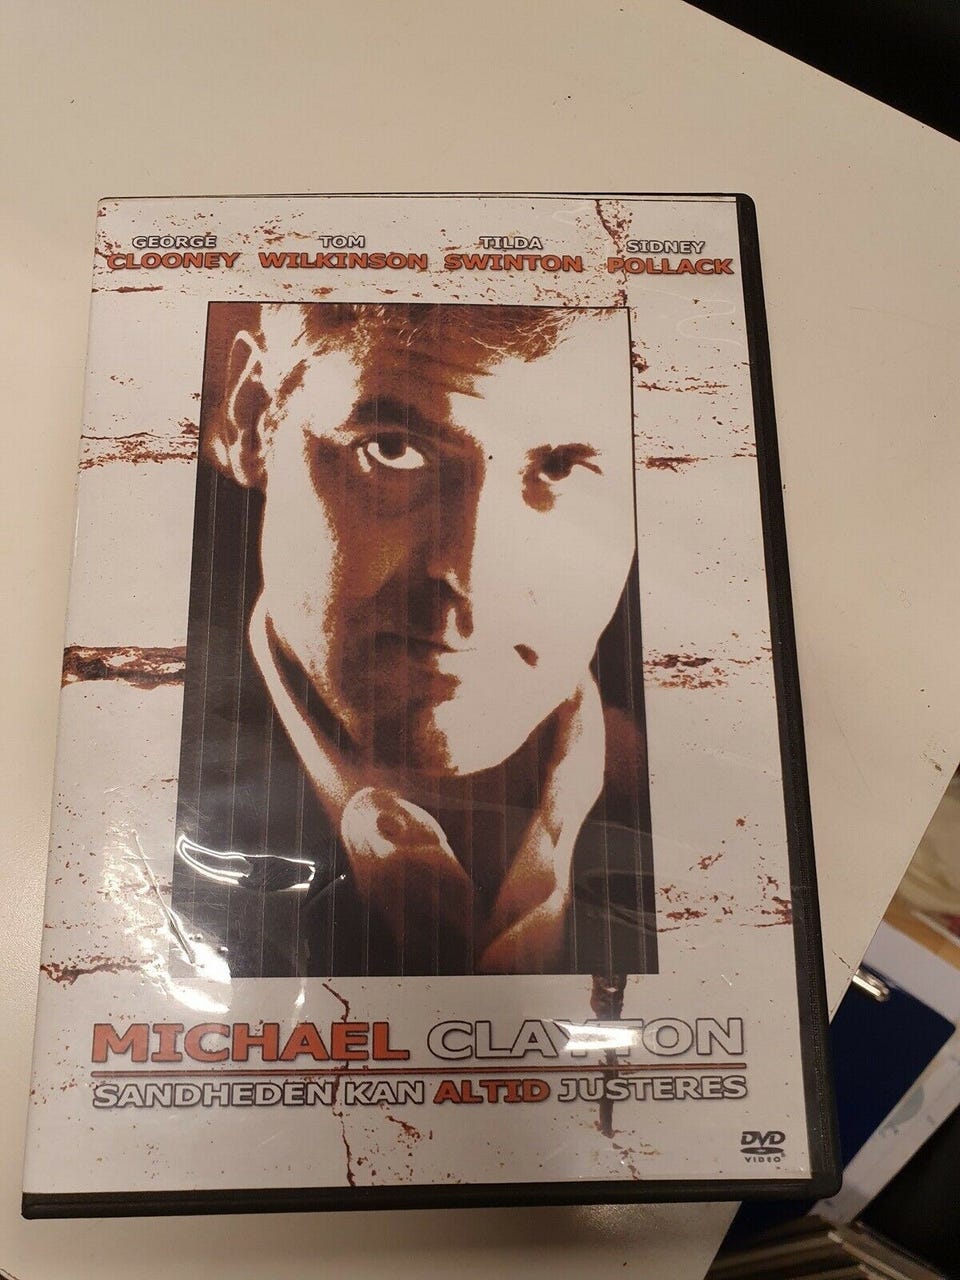 GEORGE TOM TILDA SIDNEY
CLOONEY WILKINSON SWINTON POLLACK
MICHAEL CLAYTON
SANDHEDEN KAN ALTID JUSTERES
DVD
VIDEO